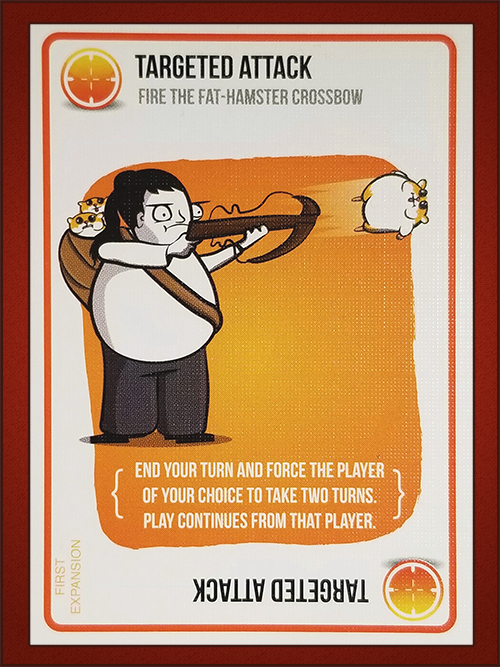 TARGETED ATTACK
FIRE THE FAT-HAMSTER CROSSBOW
END YOUR TURN AND FORCE THE PLAYER
OF YOUR CHOICE TO TAKE TWO TURNS.
PLAY CONTINUES FROM THAT PLAYER.
FIRST
EXPANSION
TARGETED ATTACK